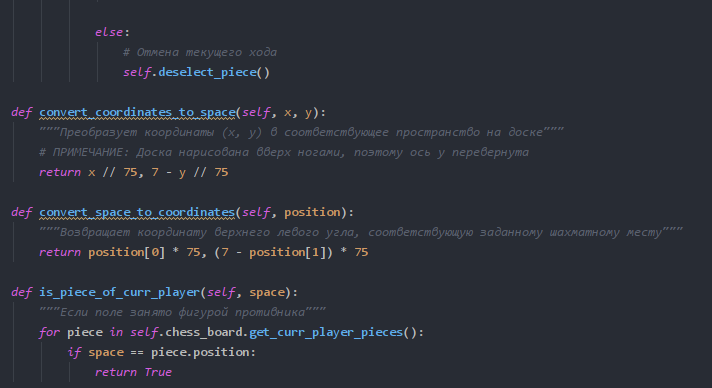 else:
# Отмена текущего хода
self.deselect_piece()
def convert_coordinates_to_space(self, x, y):
"""Преобразует координаты (x, y) в соответствующее пространство на доске"""
# ПРИМЕЧАНИЕ: Доска нарисована вверх ногами, поэтому ось y перевернута
return x // 75, 7 - y // 75
def convert_space_to_coordinates(self, position):
"""Возвращает координату верхнего левого угла, соответствующую заданному шахматному месту"""
return position[0] * 75, (7 - position[1]) * 75
def is_piece_of_curr_player(self, space):
"""Если поле занято фигурой противника"""
for piece in self.chess_board.get_curr_player_pieces():
if space == piece.position:
return True